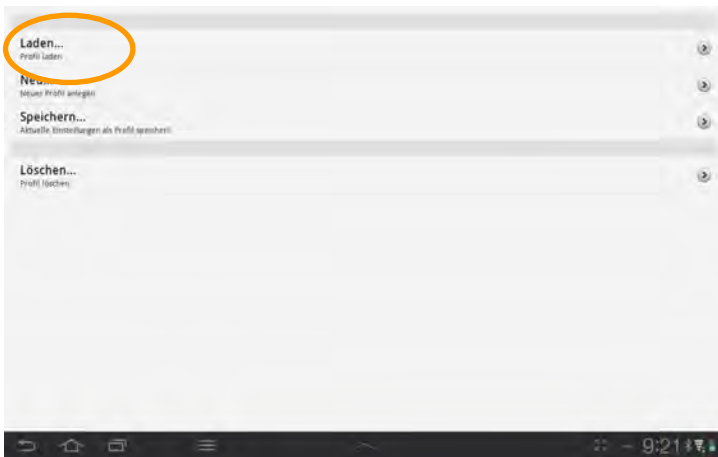 Laden...
Profil laden
Neu...
Neues Profil anlegen
Speichern...
Aktuelle Einstellungen als Profil speichern
Löschen...
Profil löschen
9:21